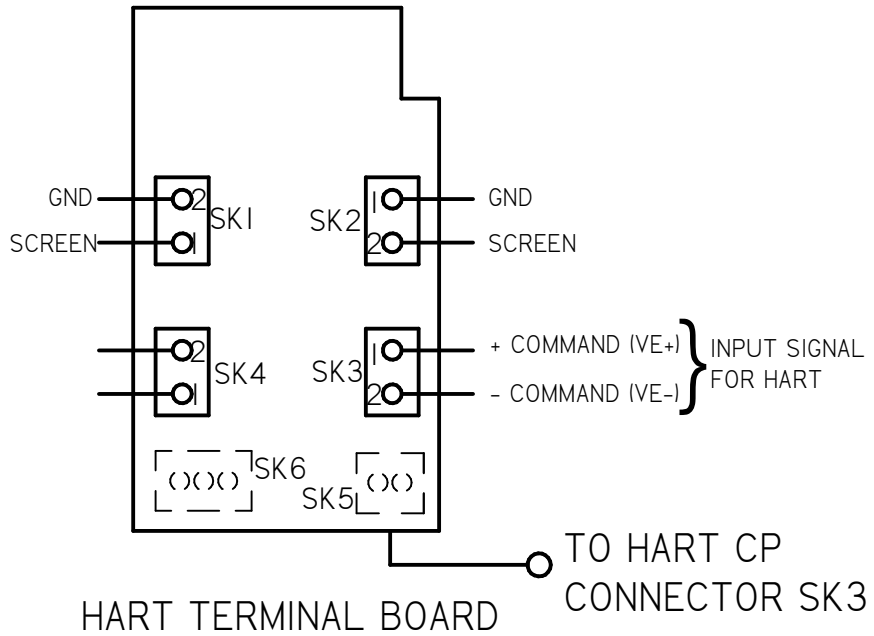 GND
2
SK1
SCREEN
1
1
GND
SK2
2
SCREEN
2
SK4
1
1
+ COMMAND (VE+)
SK3
2
- COMMAND (VE-)
INPUT SIGNAL
FOR HART
SK6
SK5
TO HART CP
CONNECTOR SK3
HART TERMINAL BOARD